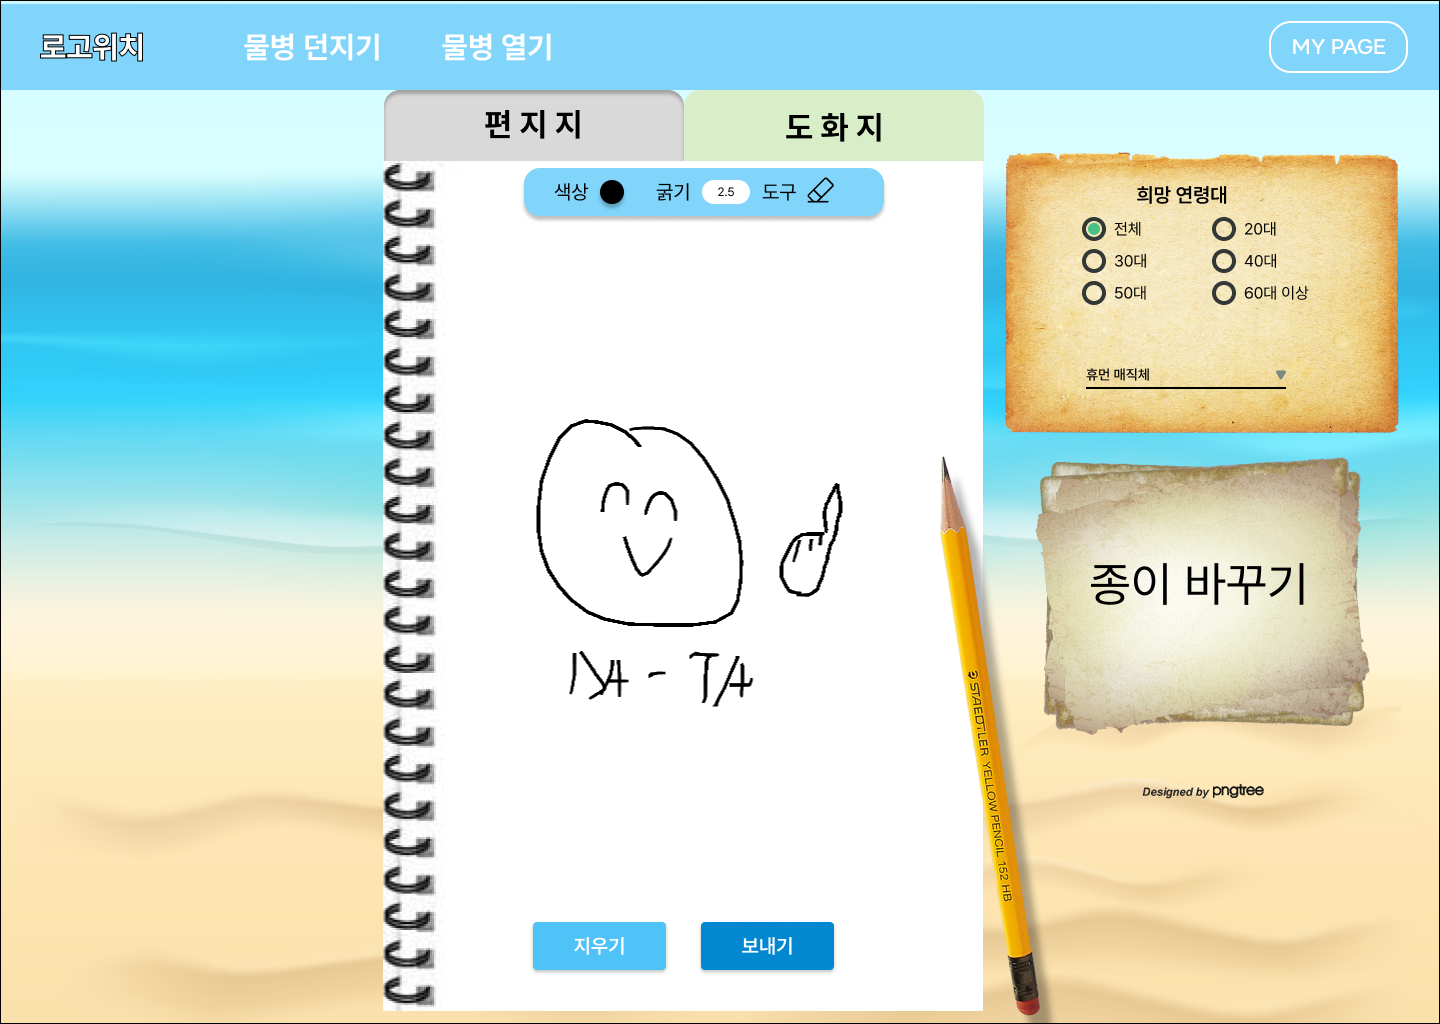 로고위치
물병 던지기
물병 열기
MY PAGE
편 지 지
도 화 지
색상
굵기
2.5
도구
희망 연령대
전체
20대
30대
40대
50대
60대 이상
휴먼 매직체
종이 바꾸기
DA - TA
STAEDTLER YELLOW PENCIL 152 HB
Designed by pngtree
지우기
보내기